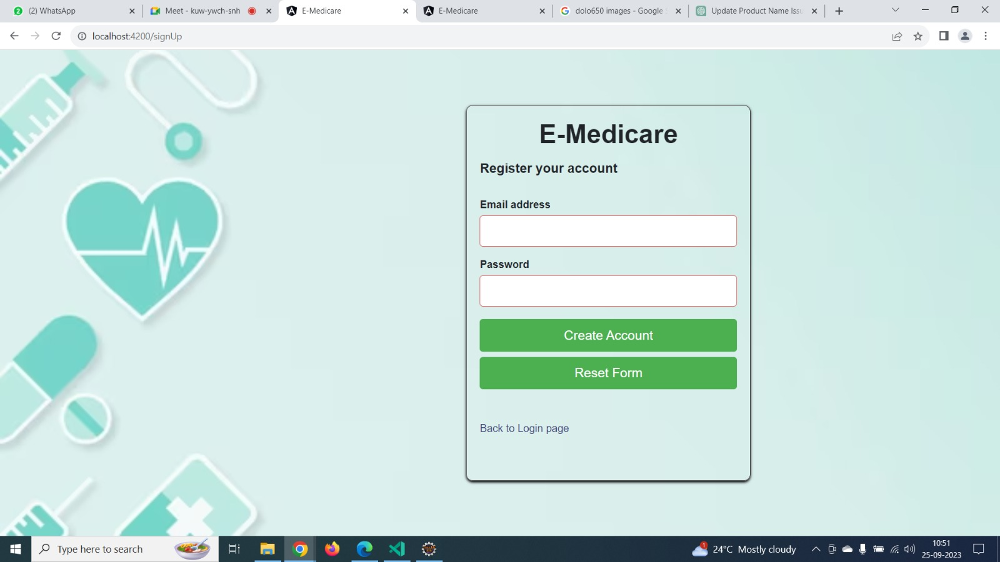 (2) WhatsApp
Meet - kuw-ywch-snh
E-Medicare
E-Medicare
dolo650 images - Google
Update Product Name Issu
localhost:4200/signUp
E-Medicare
Register your account
Email address
Password
Create Account
Reset Form
Back to Login page
Type here to search
1
24°C Mostly cloudy
10:51
25-09-2023